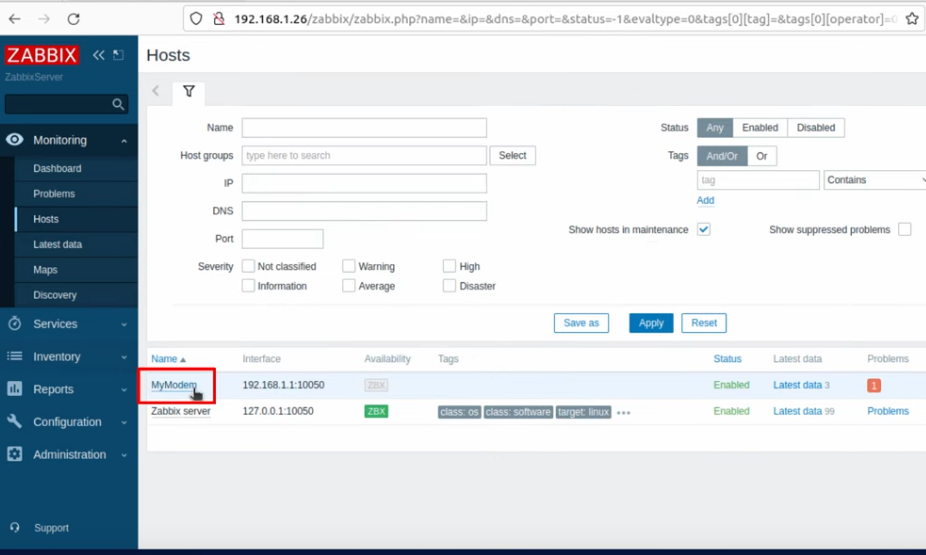 192.168.1.26/zabbix/zabbix.php?name=&ip=&dns=&port=&status=-1&evaltype=0&tags[0][tag]=&tags[0][operator]=0
ZABBIX
ZabbixServer
Monitoring
Dashboard
Problems
Hosts
Latest data
Maps
Discovery
Services
Inventory
Reports
Configuration
Administration
Support
Hosts
Name
Host groups type here to search Select
IP
DNS
Port
Severity Not classified Warning High
Information Average Disaster
Status Any Enabled Disabled
Tags And/Or Or
tag Contains
Add
Show hosts in maintenance Show suppressed problems
Save as Apply Reset
Name Interface Availability Tags Status Latest data Problems
MyModem 192.168.1.1:10050 ZBX Enabled Latest data 3 1
Zabbix server 127.0.0.1:10050 ZBX class: os class: software target: linux ••• Enabled Latest data 99 Problems